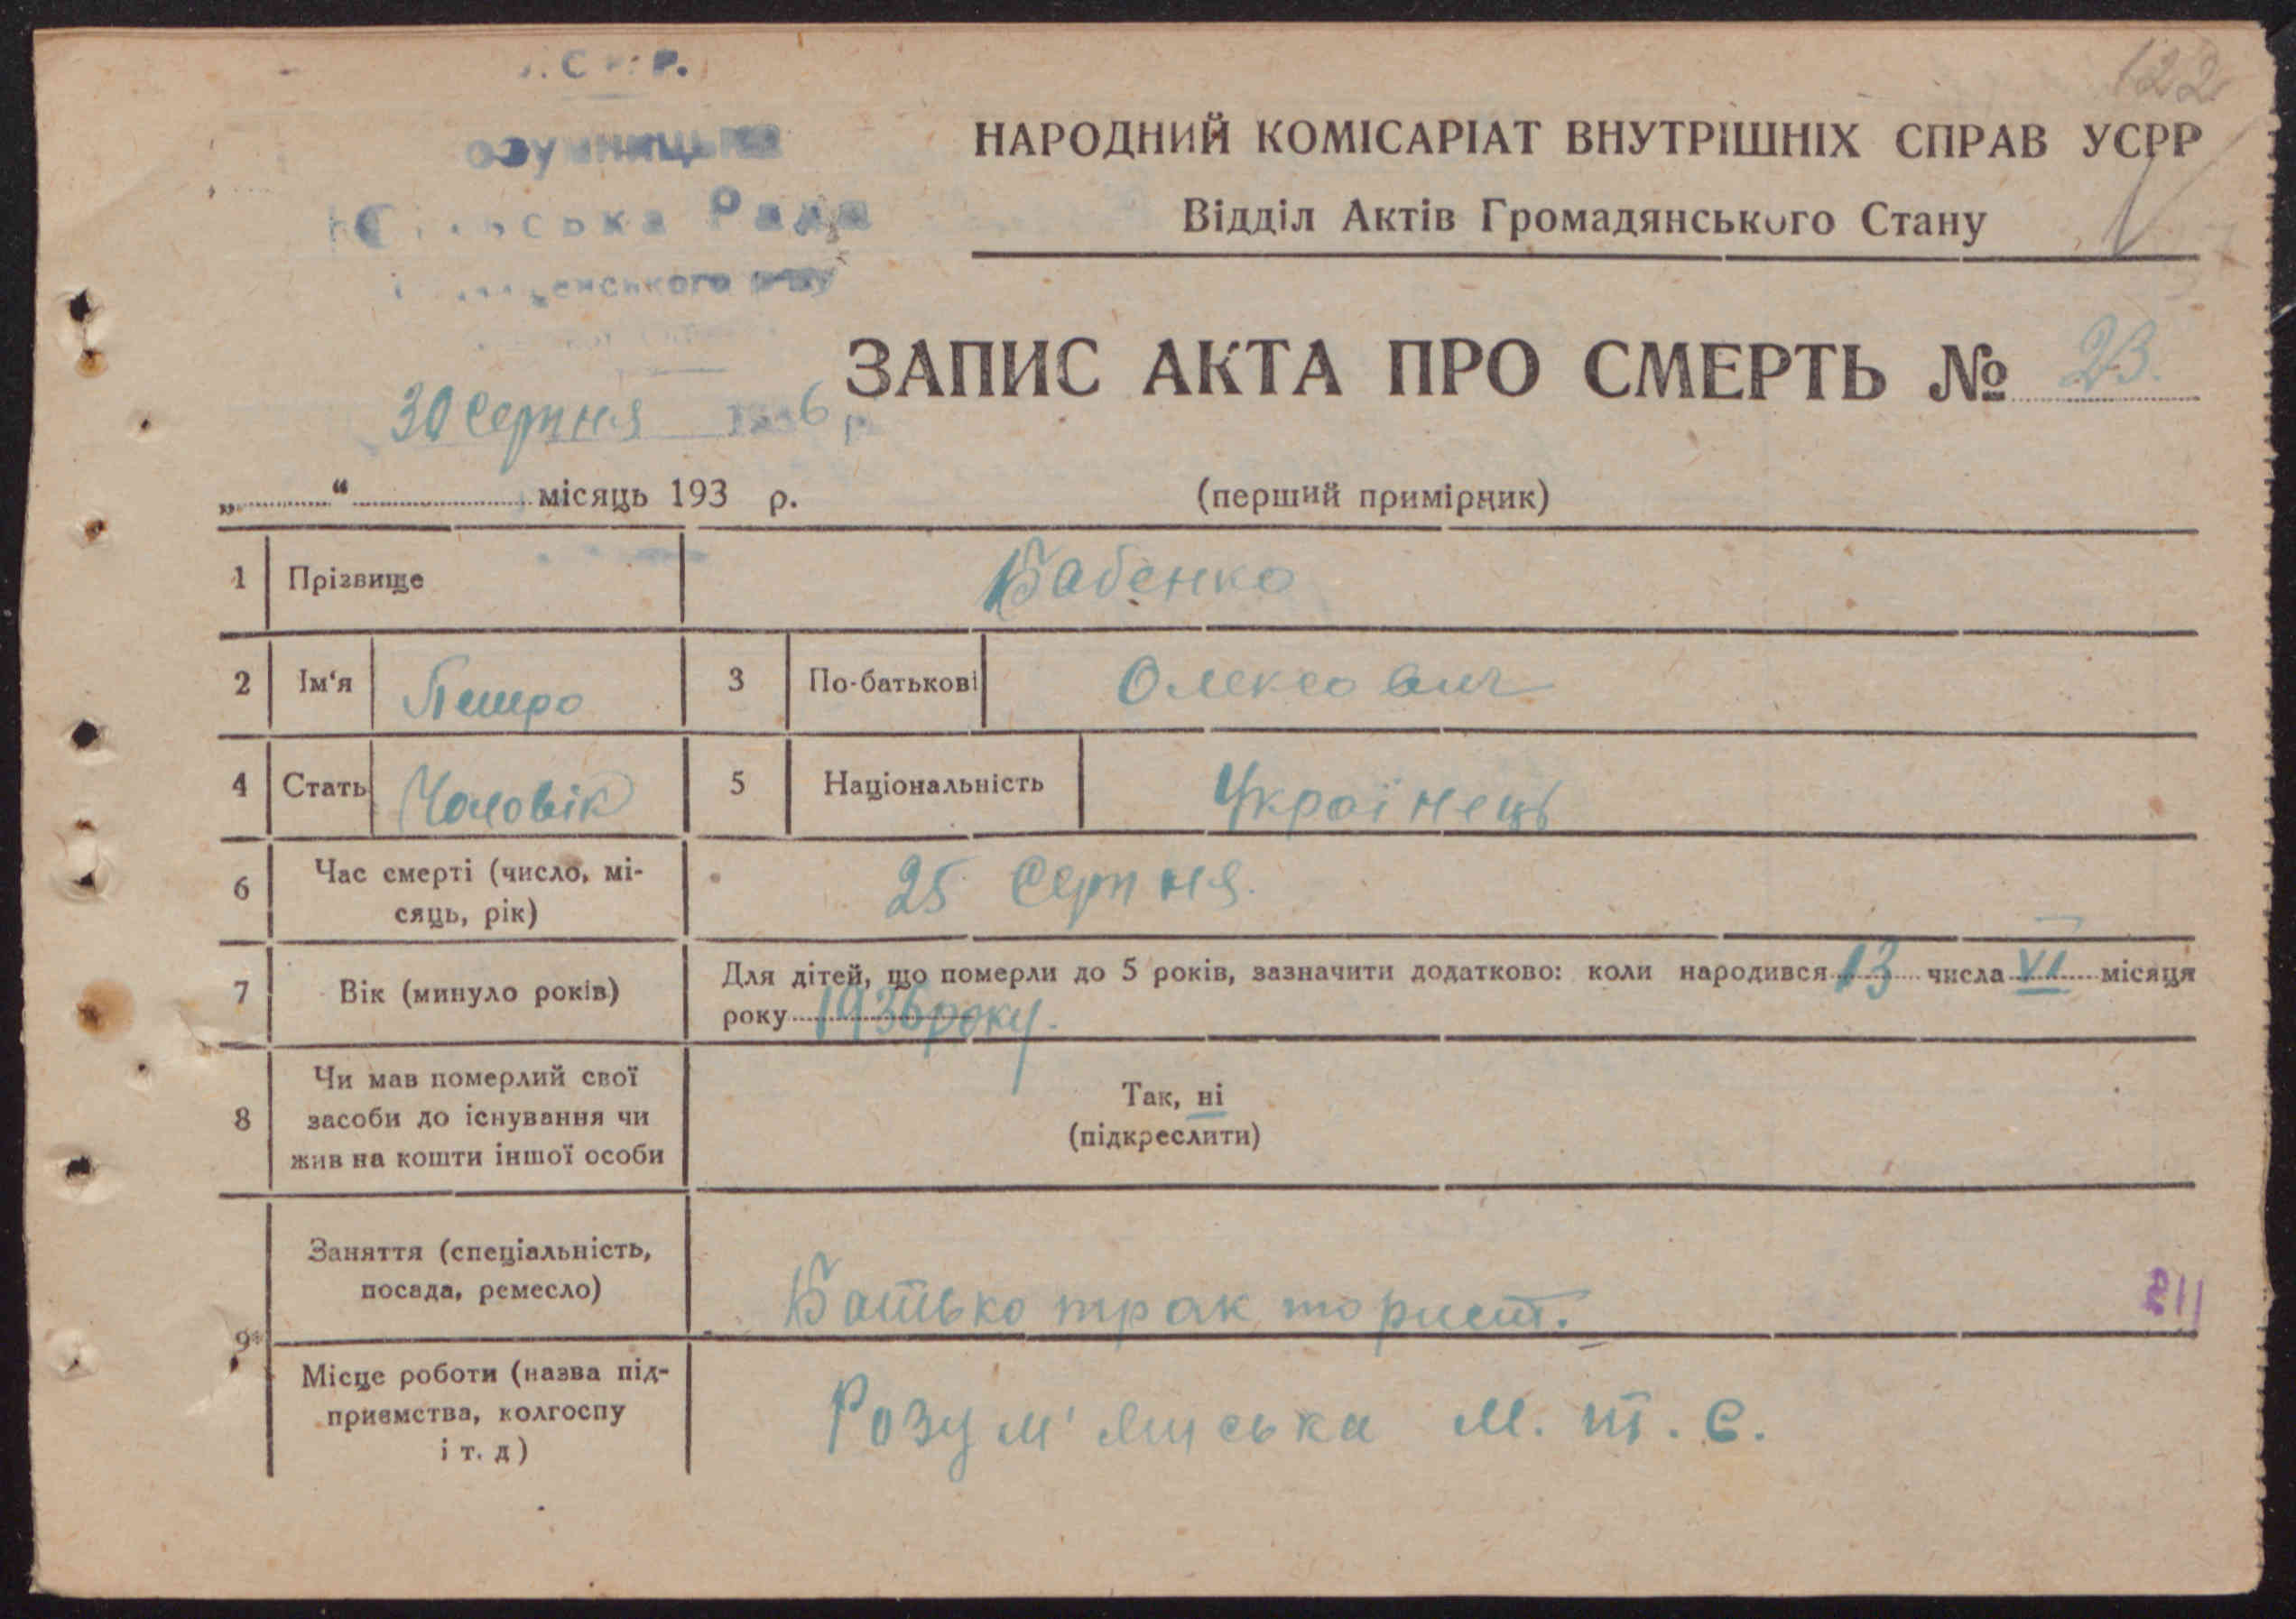 122
НАРОДНИЙ КОМІСАРІАТ ВНУТРІШНІХ СПРАВ УСРР
Відділ Актів Громадянського Стану
Рада
ЗАПИС АКТА ПРО СМЕРТЬ № 23.
30 серпня 1936 р
„ “ місяць 193 р.
(перший примірник)
1 Прізвище Бабенко
2 Ім‘я Петро 3 По-батькові Олексович
4 Стать Чоловік 5 Національність Українець
6 Час смерті (число, мі-
сяць, рік) 25 Серпня.
7 Вік (минуло років) Для дітей, що померли до 5 років, зазначити додатково: коли народився 13 числа VI місяця
року 1936 року.
8 Чи мав померлий свої
засоби до існування чи
жив на кошти іншої особи
Так, ні
(підкреслити)
9* Заняття (спеціальність,
посада, ремесло) Батько тракторист.
Місце роботи (назва під-
приємства, колгоспу
і т. д) М. Т. С.